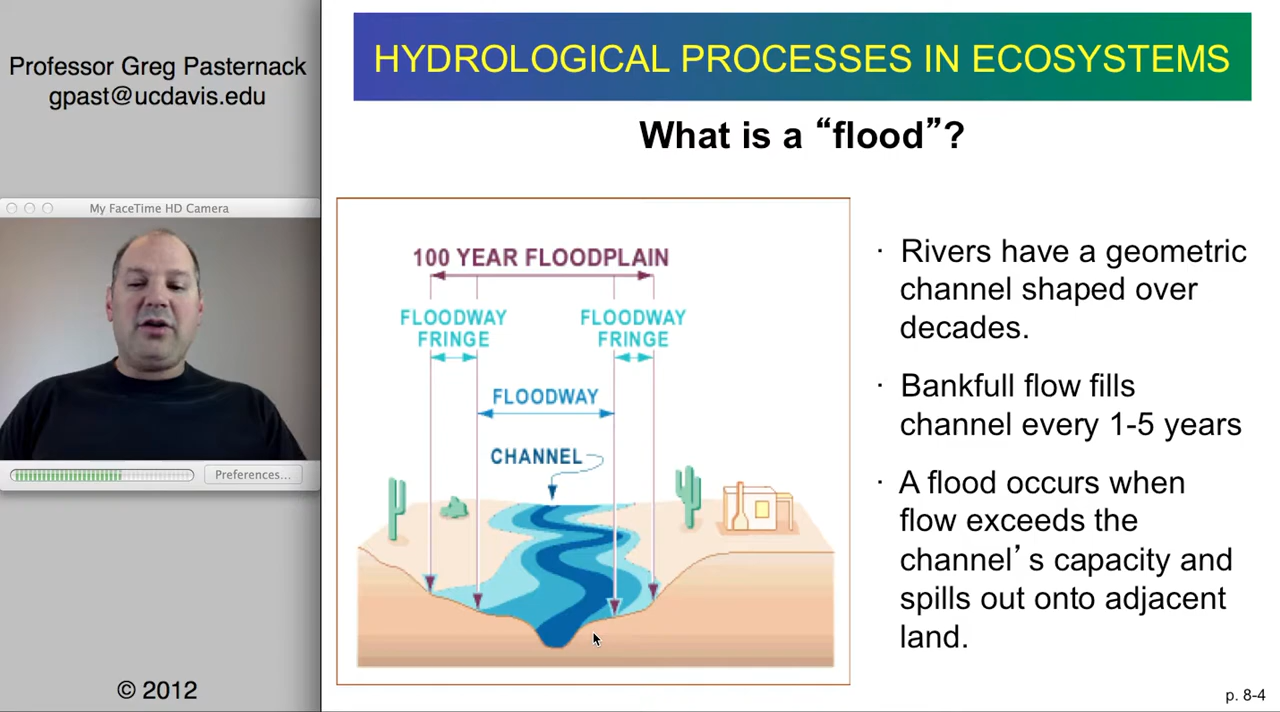 Professor Greg Pasternack
gpast@ucdavis.edu
My FaceTime HD Camera
Preferences...
© 2012
HYDROLOGICAL PROCESSES IN ECOSYSTEMS
What is a “flood”?
100 YEAR FLOODPLAIN
FLOODWAY
FRINGE
FLOODWAY
FRINGE
FLOODWAY
CHANNEL
· Rivers have a geometric
channel shaped over
decades.
· Bankfull flow fills
channel every 1-5 years
· A flood occurs when
flow exceeds the
channel’s capacity and
spills out onto adjacent
land.
p. 8-4